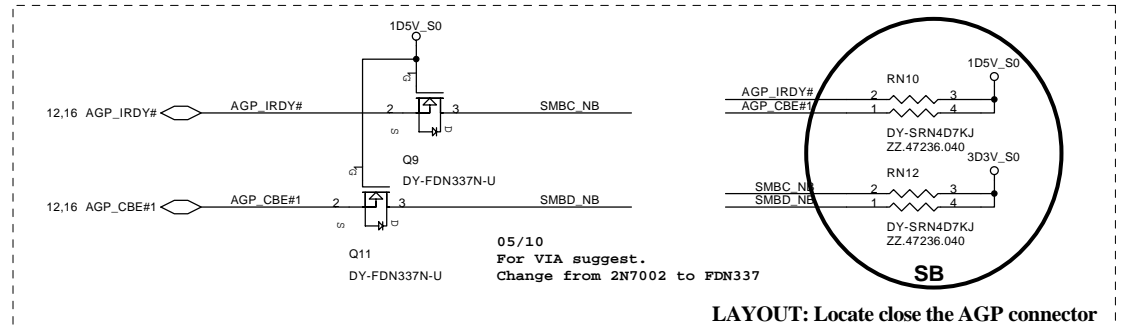 1D5V_S0
G
12,16 AGP_IRDY#
AGP_IRDY#
2
3
SMBC_NB
S
D
Q9
DY-FDN337N-U
G
12,16 AGP_CBE#1
AGP_CBE#1
2
3
SMBD_NB
S
D
Q11
DY-FDN337N-U
05/10
For VIA suggest.
Change from 2N7002 to FDN337
1D5V_S0
RN10
AGP_IRDY#
2
3
AGP_CBE#1
1
4
DY-SRN4D7KJ
ZZ.47236.040
3D3V_S0
RN12
SMBC_NB
2
3
SMBD_NB
1
4
DY-SRN4D7KJ
ZZ.47236.040
SB
LAYOUT: Locate close the AGP connector